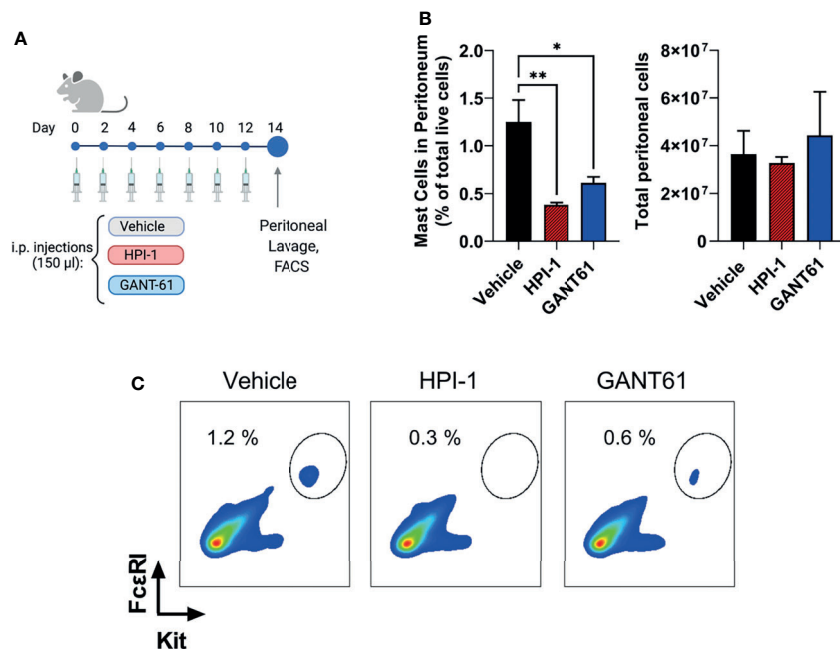 A
Day 0 2 4 6 8 10 12 14
i.p. injections
(150 µl):
Vehicle
HPI-1
GANT-61
Peritoneal
Lavage,
FACS
B
Mast Cells in Peritoneum
(% of total live cells)
2.0
1.5
1.0
0.5
0.0
*
**
Vehicle
HPI-1
GANT61
Total peritoneal cells
8×10⁷
6×10⁷
4×10⁷
2×10⁷
0
Vehicle
HPI-1
GANT61
C
Vehicle HPI-1 GANT61
1.2 % 0.3 % 0.6 %
FcεRI
Kit